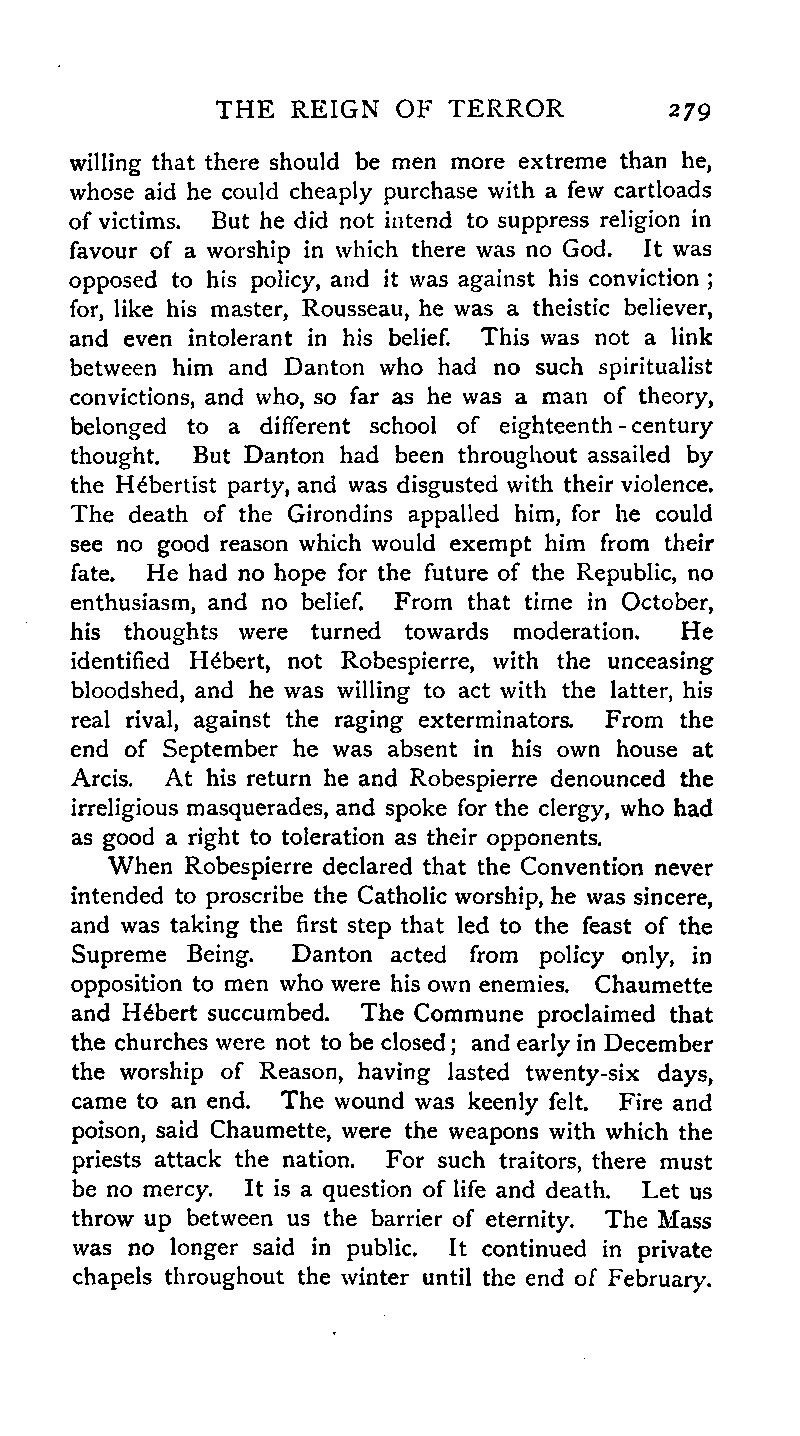 THE REIGN OF TERROR 279
willing that there should be men more extreme than he,
whose aid he could cheaply purchase with a few cartloads
of victims. But he did not intend to suppress religion in
favour of a worship in which there was no God. It was
opposed to his policy, and it was against his conviction ;
for, like his master, Rousseau, he was a theistic believer,
and even intolerant in his belief. This was not a link
between him and Danton who had no such spiritualist
convictions, and who, so far as he was a man of theory,
belonged to a different school of eighteenth-century
thought. But Danton had been throughout assailed by
the Hébertist party, and was disgusted with their violence.
The death of the Girondins appalled him, for he could
see no good reason which would exempt him from their
fate. He had no hope for the future of the Republic, no
enthusiasm, and no belief. From that time in October,
his thoughts were turned towards moderation. He
identified Hébert, not Robespierre, with the unceasing
bloodshed, and he was willing to act with the latter, his
real rival, against the raging exterminators. From the
end of September he was absent in his own house at
Arcis. At his return he and Robespierre denounced the
irreligious masquerades, and spoke for the clergy, who had
as good a right to toleration as their opponents.
When Robespierre declared that the Convention never
intended to proscribe the Catholic worship, he was sincere,
and was taking the first step that led to the feast of the
Supreme Being. Danton acted from policy only, in
opposition to men who were his own enemies. Chaumette
and Hébert succumbed. The Commune proclaimed that
the churches were not to be closed ; and early in December
the worship of Reason, having lasted twenty-six days,
came to an end. The wound was keenly felt. Fire and
poison, said Chaumette, were the weapons with which the
priests attack the nation. For such traitors, there must
be no mercy. It is a question of life and death. Let us
throw up between us the barrier of eternity. The Mass
was no longer said in public. It continued in private
chapels throughout the winter until the end of February.